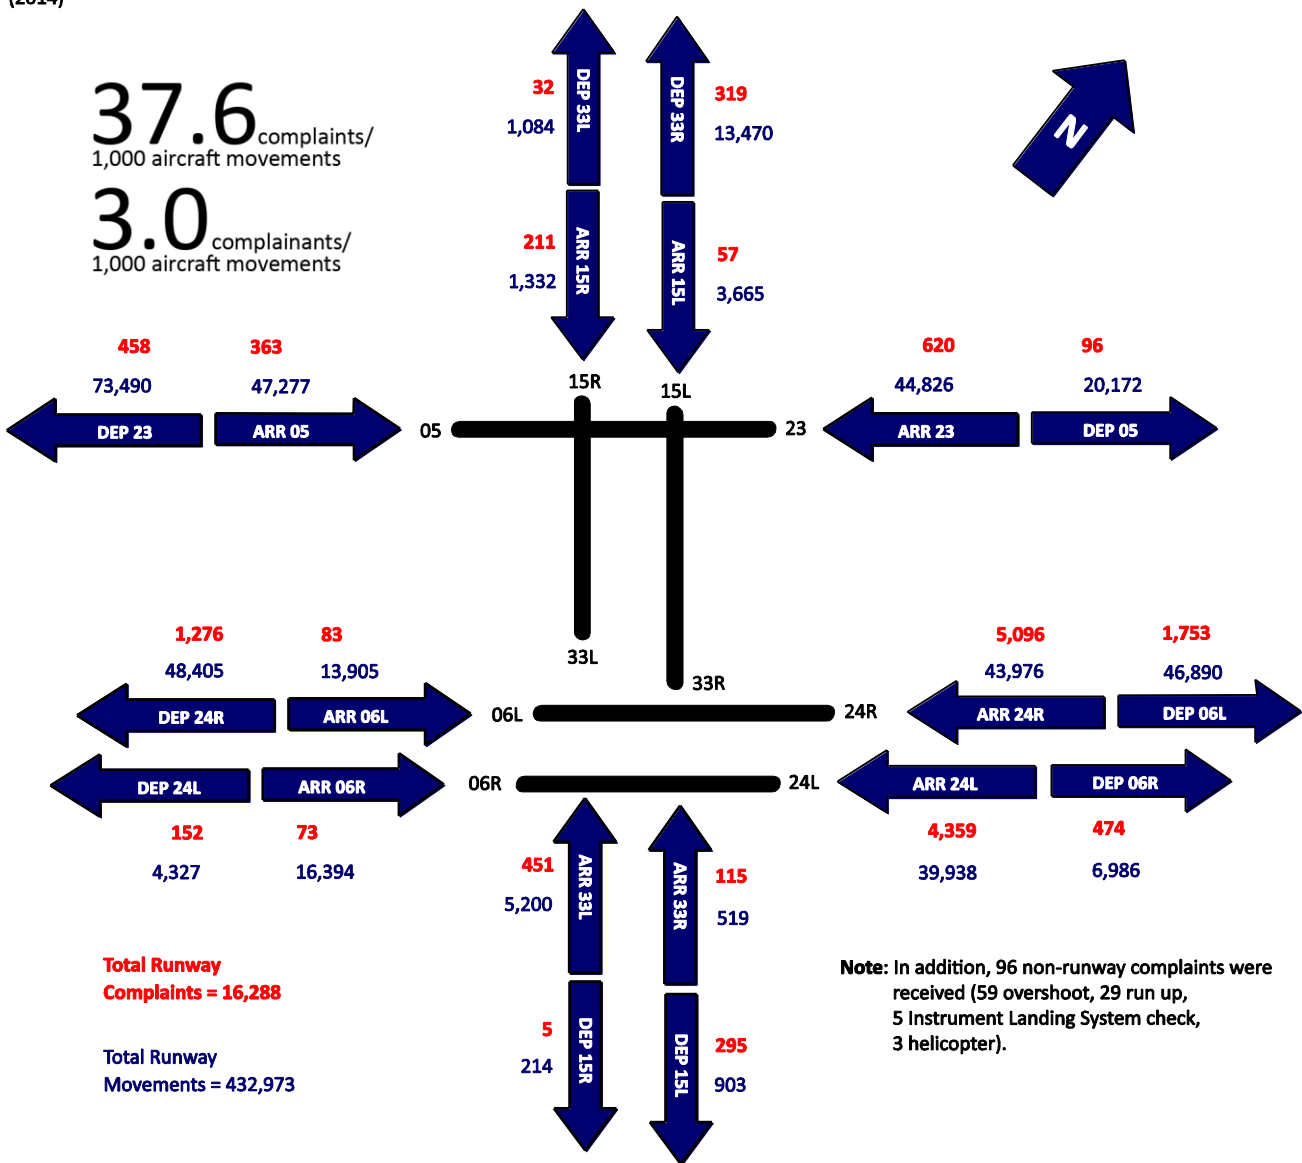 (2014)
37.6 complaints/
1,000 aircraft movements
3.0 complainants/
1,000 aircraft movements
32
1,084
DEP 33L
DEP 33R
319
13,470
N
211
1,332
ARR 15R
ARR 15L
57
3,665
458 363
73,490 47,277
DEP 23 ARR 05
15R
15L
05
23
620 96
44,826 20,172
ARR 23 DEP 05
33L
33R
1,276 83
48,405 13,905
DEP 24R ARR 06L
06L
24R
5,096 1,753
43,976 46,890
ARR 24R DEP 06L
DEP 24L ARR 06R
152 73
4,327 16,394
06R
24L
ARR 24L DEP 06R
4,359 474
39,938 6,986
451
5,200
ARR 33L
ARR 33R
115
519
5
214
DEP 15R
DEP 15L
295
903
Total Runway
Complaints = 16,288
Total Runway
Movements = 432,973
Note: In addition, 96 non-runway complaints were
received (59 overshoot, 29 run up,
5 Instrument Landing System check,
3 helicopter).